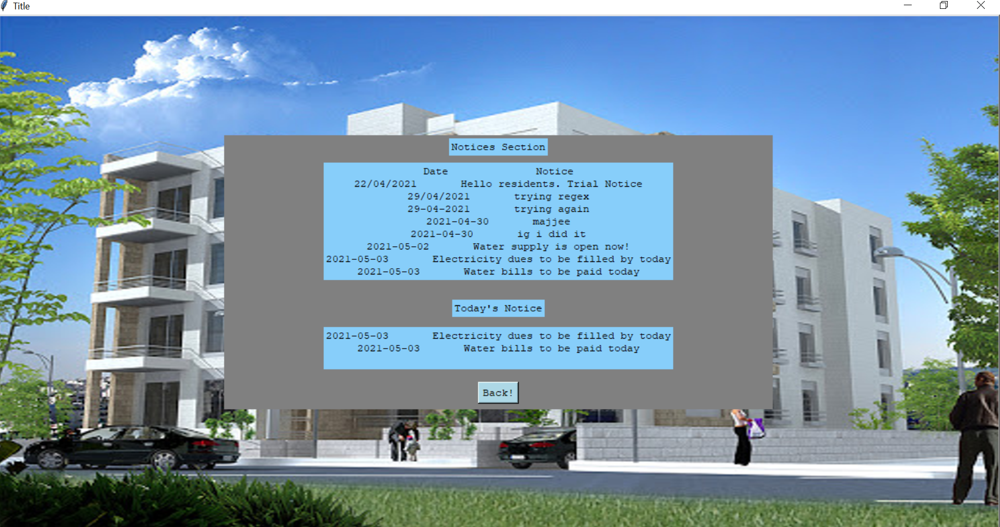 Title
Notices Section
Date Notice
22/04/2021 Hello residents. Trial Notice
29/04/2021 trying regex
29-04-2021 trying again
2021-04-30 majjee
2021-04-30 ig i did it
2021-05-02 Water supply is open now!
2021-05-03 Electricity dues to be filled by today
2021-05-03 Water bills to be paid today
Today's Notice
2021-05-03 Electricity dues to be filled by today
2021-05-03 Water bills to be paid today
Back!